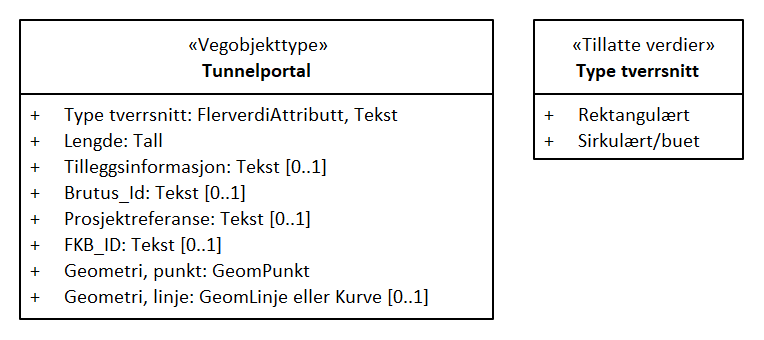 «Vegobjekttype»
Tunnelportal
+ Type tverrsnitt: FlerverdiAttributt, Tekst
+ Lengde: Tall
+ Tilleggsinformasjon: Tekst [0..1]
+ Brutus_Id: Tekst [0..1]
+ Prosjektreferanse: Tekst [0..1]
+ FKB_ID: Tekst [0..1]
+ Geometri, punkt: GeomPunkt
+ Geometri, linje: GeomLinje eller Kurve [0..1]
«Tillatte verdier»
Type tverrsnitt
+ Rektangulært
+ Sirkulært/buet